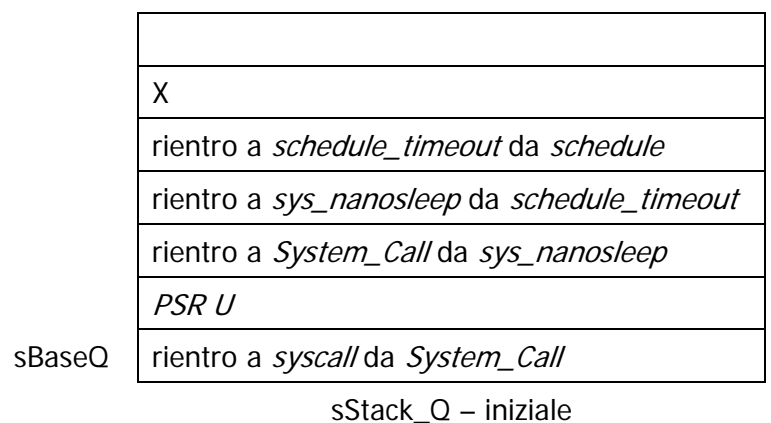 X
rientro a schedule_timeout da schedule
rientro a sys_nanosleep da schedule_timeout
rientro a System_Call da sys_nanosleep
PSR U
sBaseQ rientro a syscall da System_Call
sStack_Q – iniziale